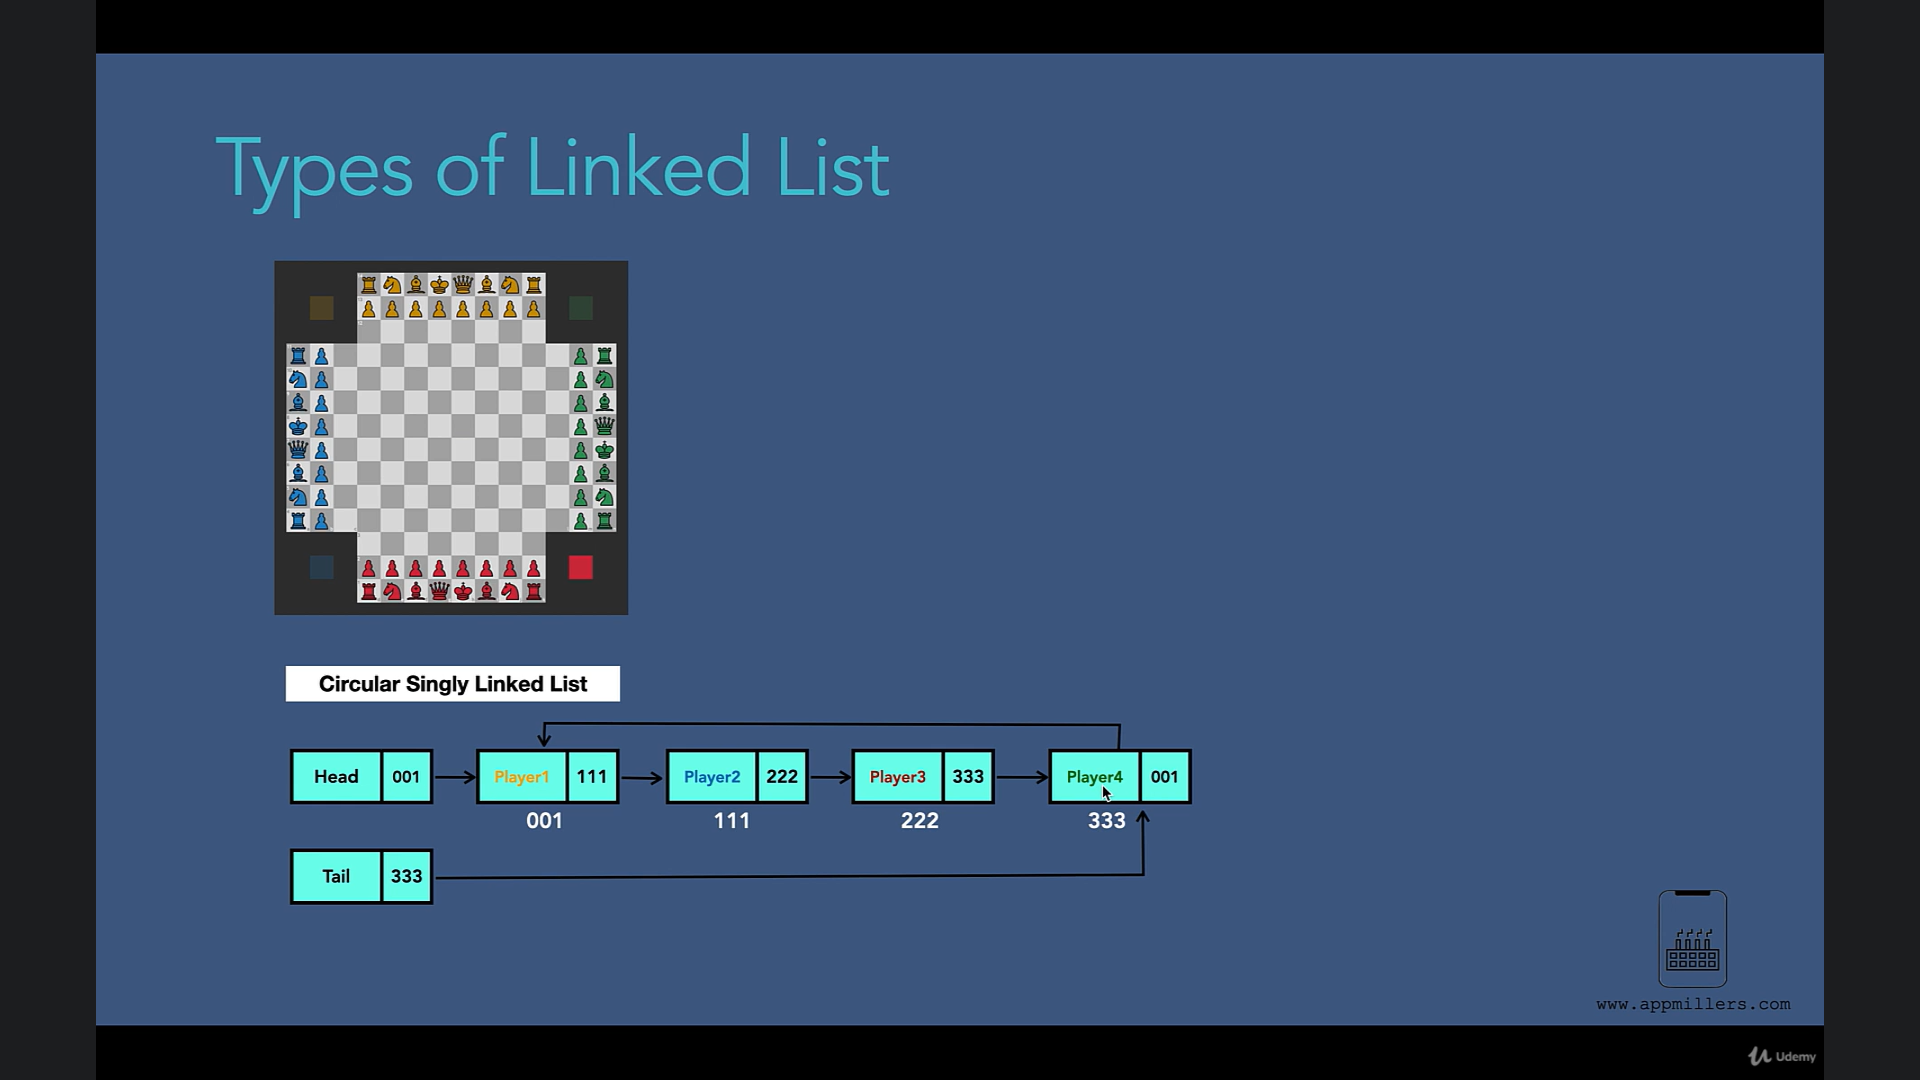 Types of Linked List
Circular Singly Linked List
Head 001 Player1 111 Player2 222 Player3 333 Player4 001
001 111 222 333
Tail 333
www.appmillers.com
Udemy